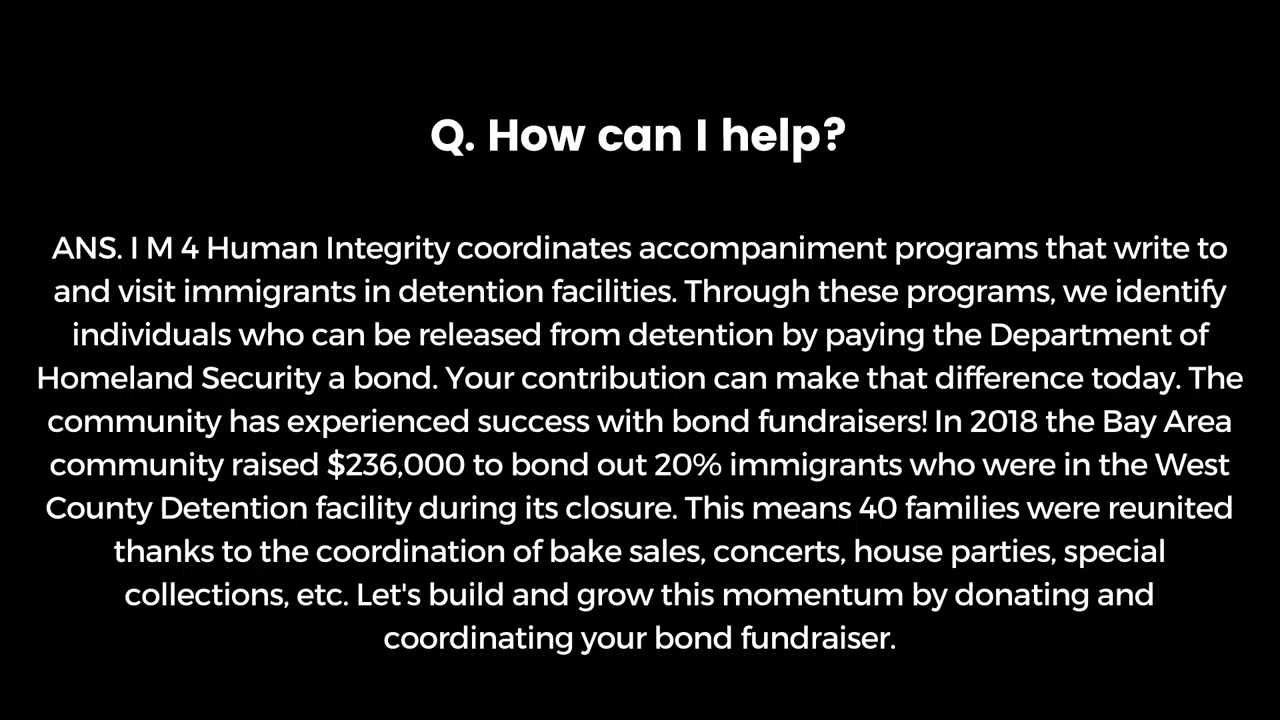 Q. How can I help?
ANS. I M 4 Human Integrity coordinates accompaniment programs that write to
and visit immigrants in detention facilities. Through these programs, we identify
individuals who can be released from detention by paying the Department of
Homeland Security a bond. Your contribution can make that difference today. The
community has experienced success with bond fundraisers! In 2018 the Bay Area
community raised $236,000 to bond out 20% immigrants who were in the West
County Detention facility during its closure. This means 40 families were reunited
thanks to the coordination of bake sales, concerts, house parties, special
collections, etc. Let's build and grow this momentum by donating and
coordinating your bond fundraiser.